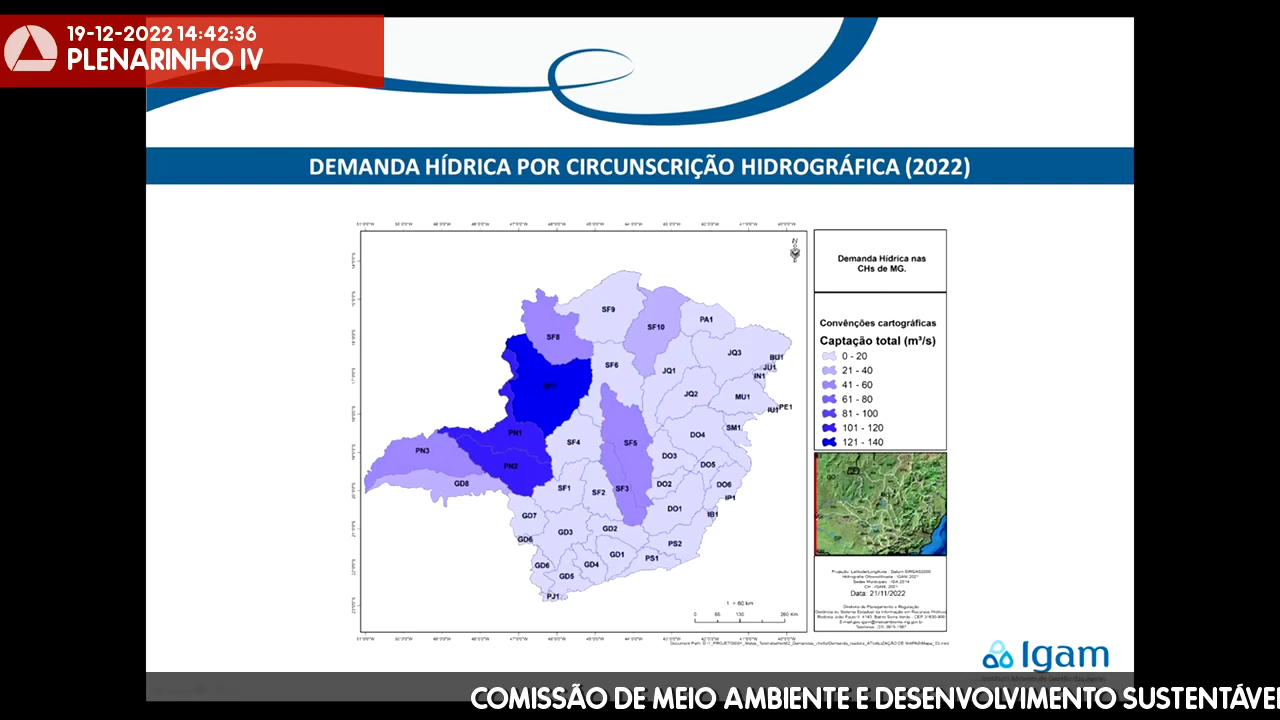 19-12-2022 14:42:36
PLENARINHO IV
DEMANDA HÍDRICA POR CIRCUNSCRIÇÃO HIDROGRÁFICA (2022)
N
Demanda Hídrica nas
CHs de MG.
Convênções cartográficas
Captação total (m³/s)
0 - 20
21 - 40
41 - 60
61 - 80
81 - 100
101 - 120
121 - 140
SF9
SF10
PA1
SF8
JQ3
BU1
JU1
IN1
SF6
JQ1
JQ2
MU1
PE1
IU1
SM1
PN1
SF4
SF5
DO4
PN3
PN2
DO3
DO5
GD8
SF1
SF2
SF3
DO2
DO6
IP1
GD7
DO1
IB1
GD6
GD3
GD2
PS2
GD6
GD4
GD1
PS1
GD5
PJ1
Data: 21/11/2022
Igam
COMISSÃO DE MEIO AMBIENTE E DESENVOLVIMENTO SUSTENTÁVE